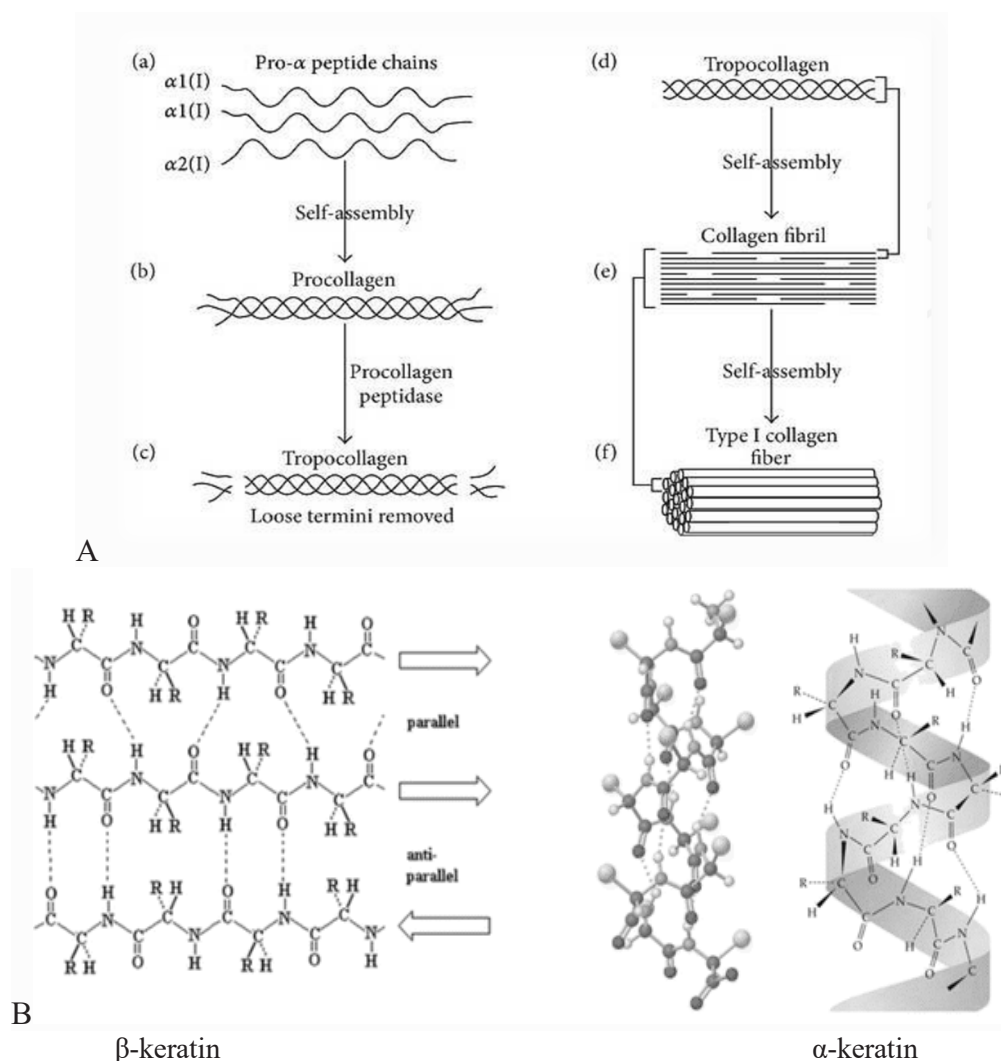 (a)
Pro-α peptide chains
α1(I)
α1(I)
α2(I)
Self-assembly
(b)
Procollagen
Procollagen
peptidase
(c)
Tropocollagen
Loose termini removed
(d)
Tropocollagen
Self-assembly
Collagen fibril
(e)
Self-assembly
Type I collagen
fiber
(f)
A
H R H O H R O
N C C N C C N C C N C C
H O H R H O H R
parallel
H R H O H R H O
N C C N C C N C C N C C
H O H R H O H R
anti-
parallel
O H R H O H R H
C C N C C N C C N C C N
R H O R H O H
B
β-keratin
α-keratin